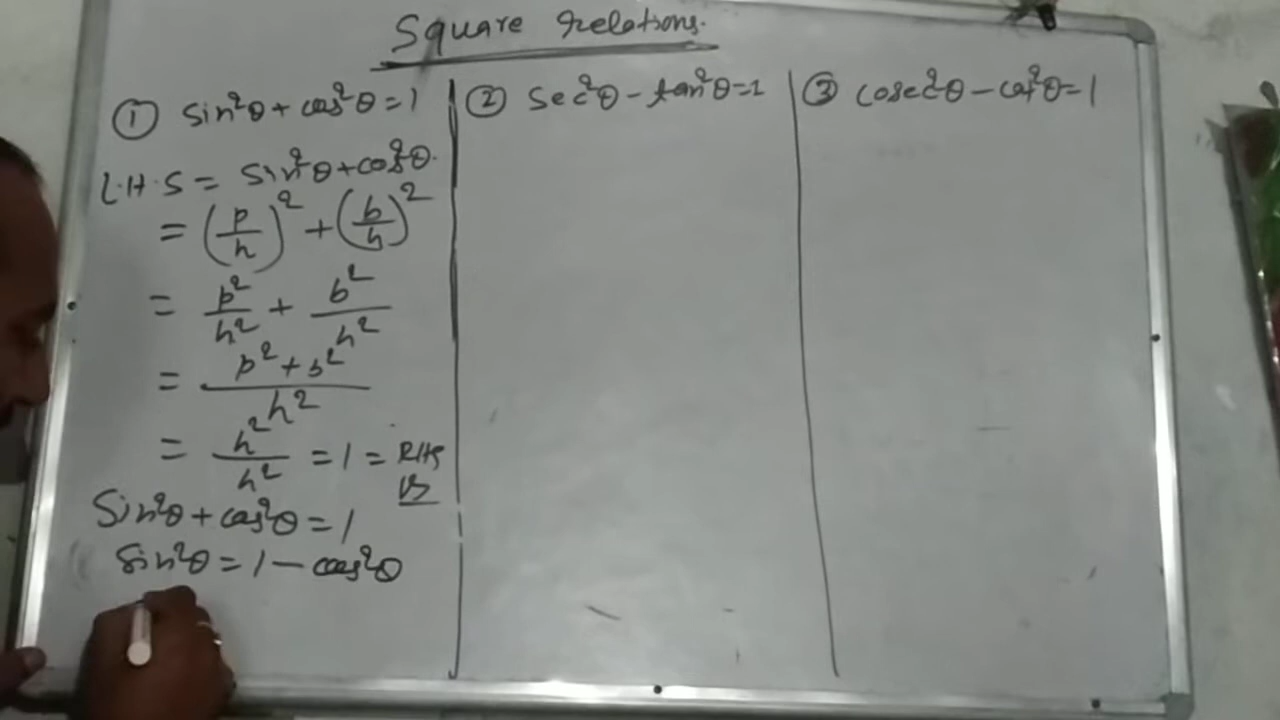 Square Relations.
① Sin²θ + cos²θ = 1
L.H.S = Sin²θ + cos²θ.
= (p/h)² + (b/h)²
= p²/h² + b²/h²
= p² + b²/h²
= h²/h² = 1 = RHS
Sin²θ + cos²θ = 1
Sin²θ = 1 − cos²θ
② Sec²θ − tan²θ = 1
③ Cosec²θ − cot²θ = 1